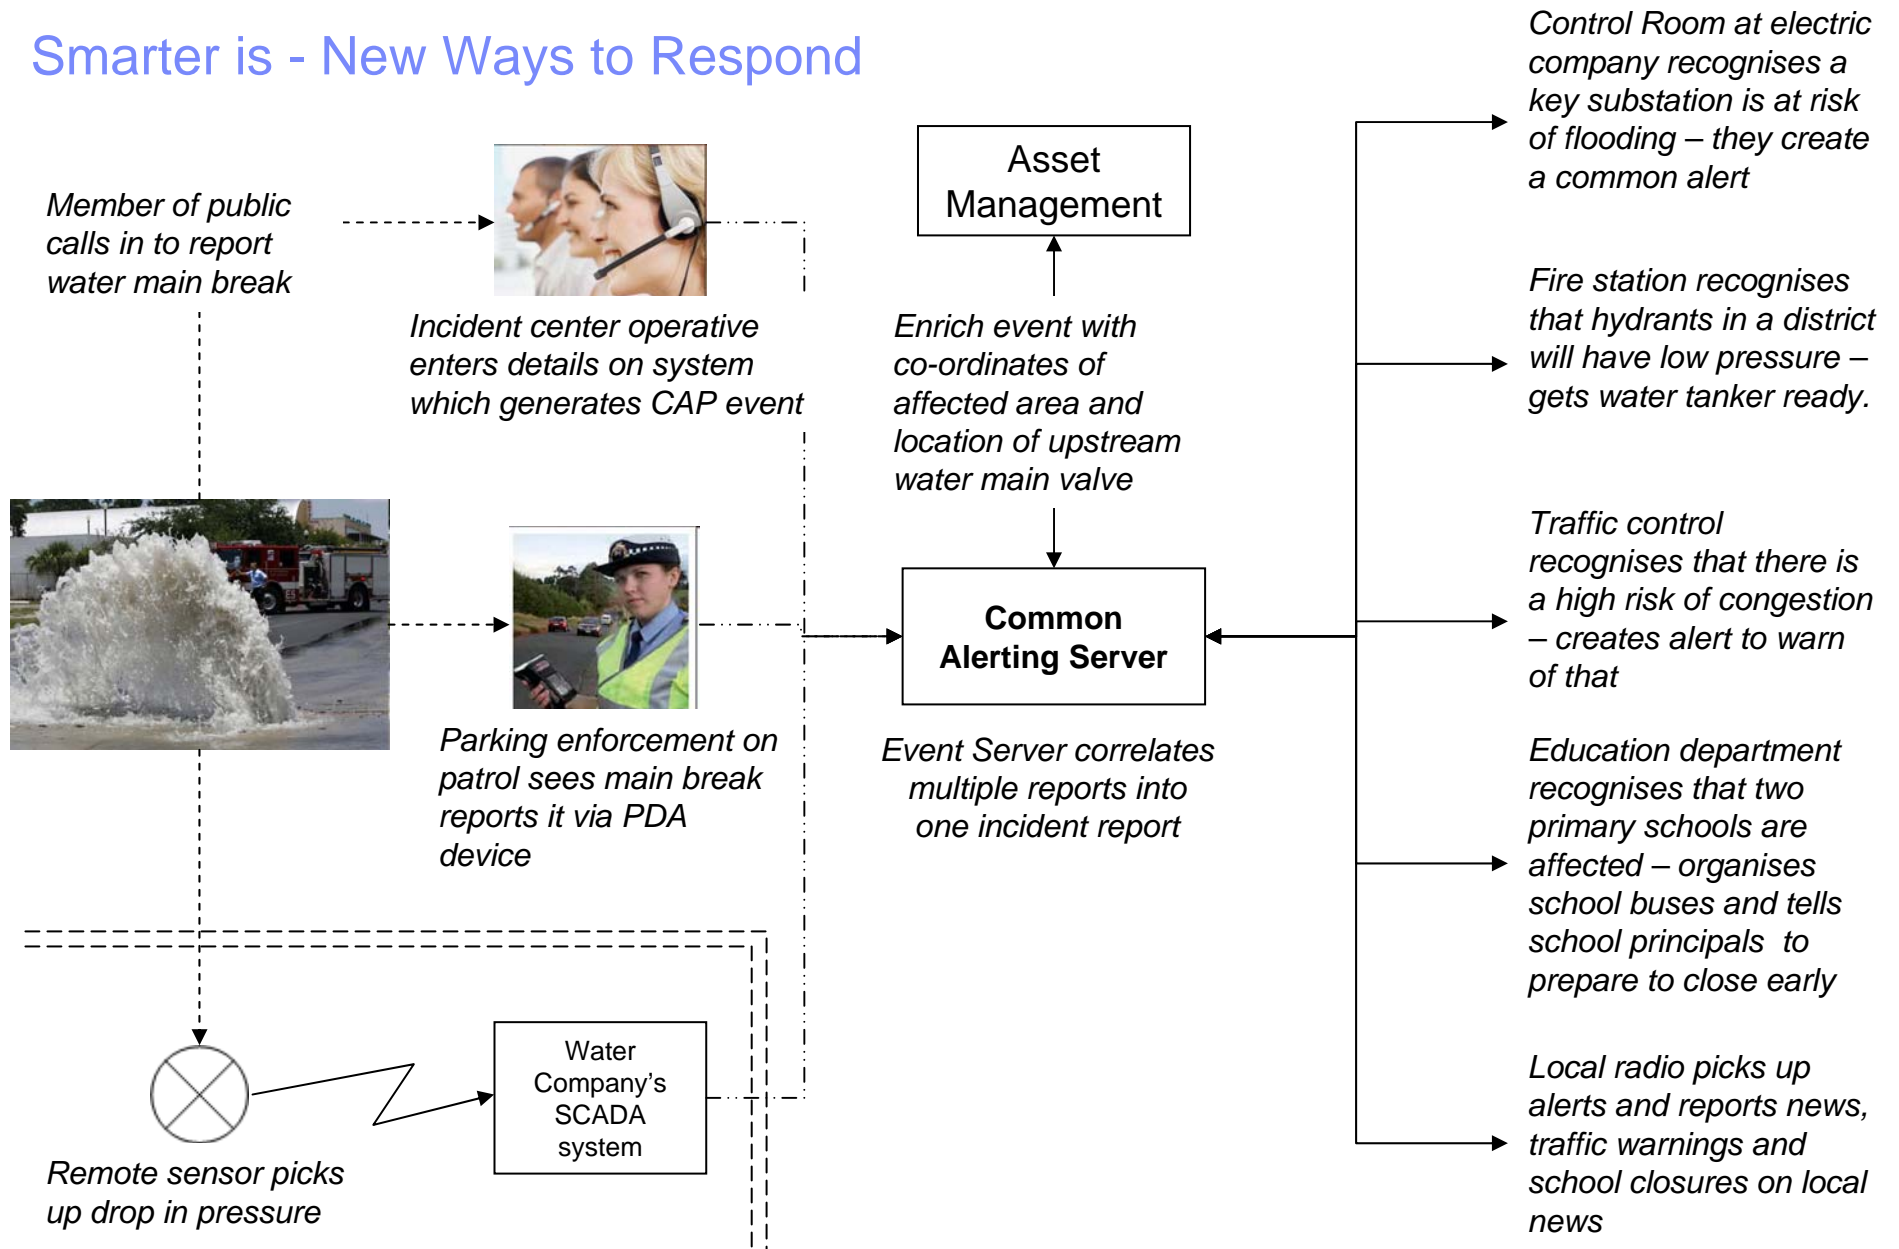 Smarter is - New Ways to Respond
Member of public
calls in to report
water main break
Incident center operative
enters details on system
which generates CAP event
Parking enforcement on
patrol sees main break
reports it via PDA
device
Remote sensor picks
up drop in pressure
Water
Company’s
SCADA
system
Asset
Management
Enrich event with
co-ordinates of
affected area and
location of upstream
water main valve
Common
Alerting Server
Event Server correlates
multiple reports into
one incident report
Control Room at electric
company recognises a
key substation is at risk
of flooding – they create
a common alert
Fire station recognises
that hydrants in a district
will have low pressure –
gets water tanker ready.
Traffic control
recognises that there is
a high risk of congestion
– creates alert to warn
of that
Education department
recognises that two
primary schools are
affected – organises
school buses and tells
school principals  to
prepare to close early
Local radio picks up
alerts and reports news,
traffic warnings and
school closures on local
news